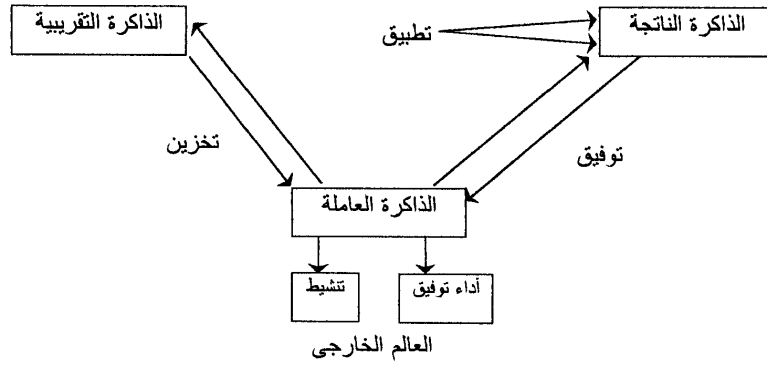 الذاكرة الناتجة
الذاكرة التقريبية
تطبيق
توفيق
تخزين
الذاكرة العاملة
أداء توفيق
تنشيط
العالم الخارجى